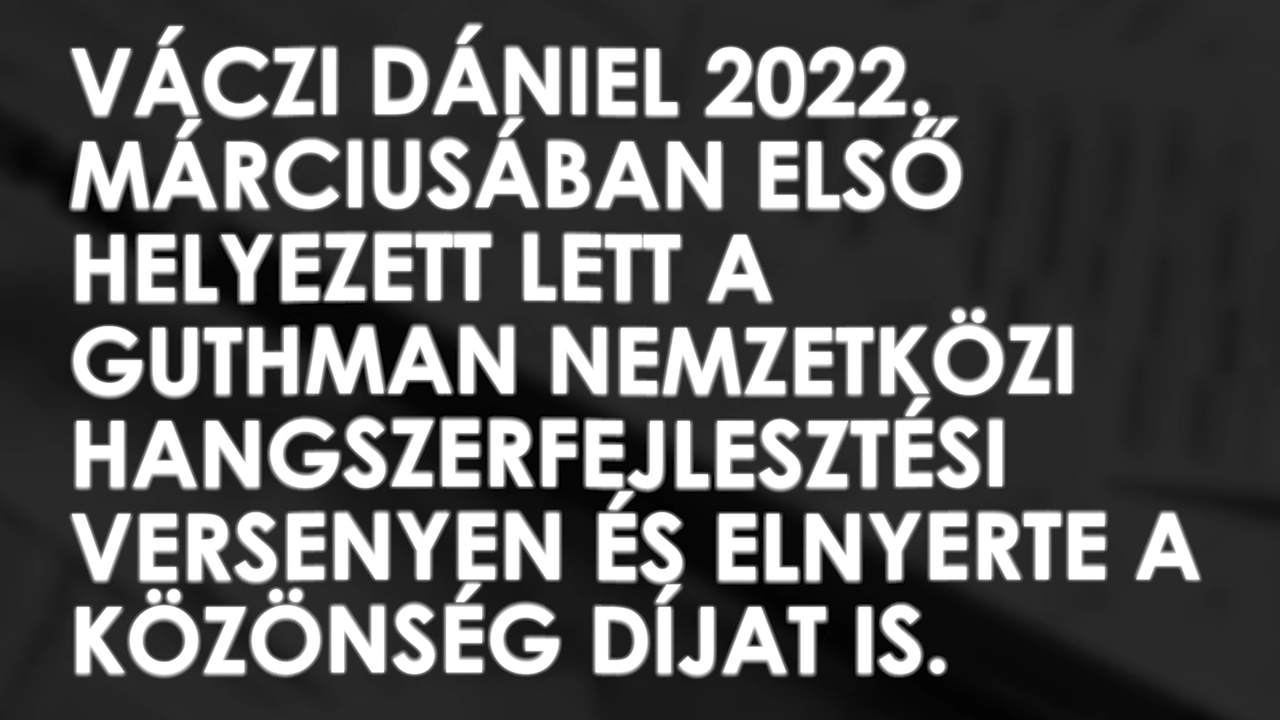 VÁCZI DÁNIEL 2022.
MÁRCIUSÁBAN ELSŐ
HELYEZETT LETT A
GUTHMAN NEMZETKÖZI
HANGSZERFEJLESZTÉSI
VERSENYEN ÉS ELNYERTE A
KÖZÖNSÉG DÍJAT IS.